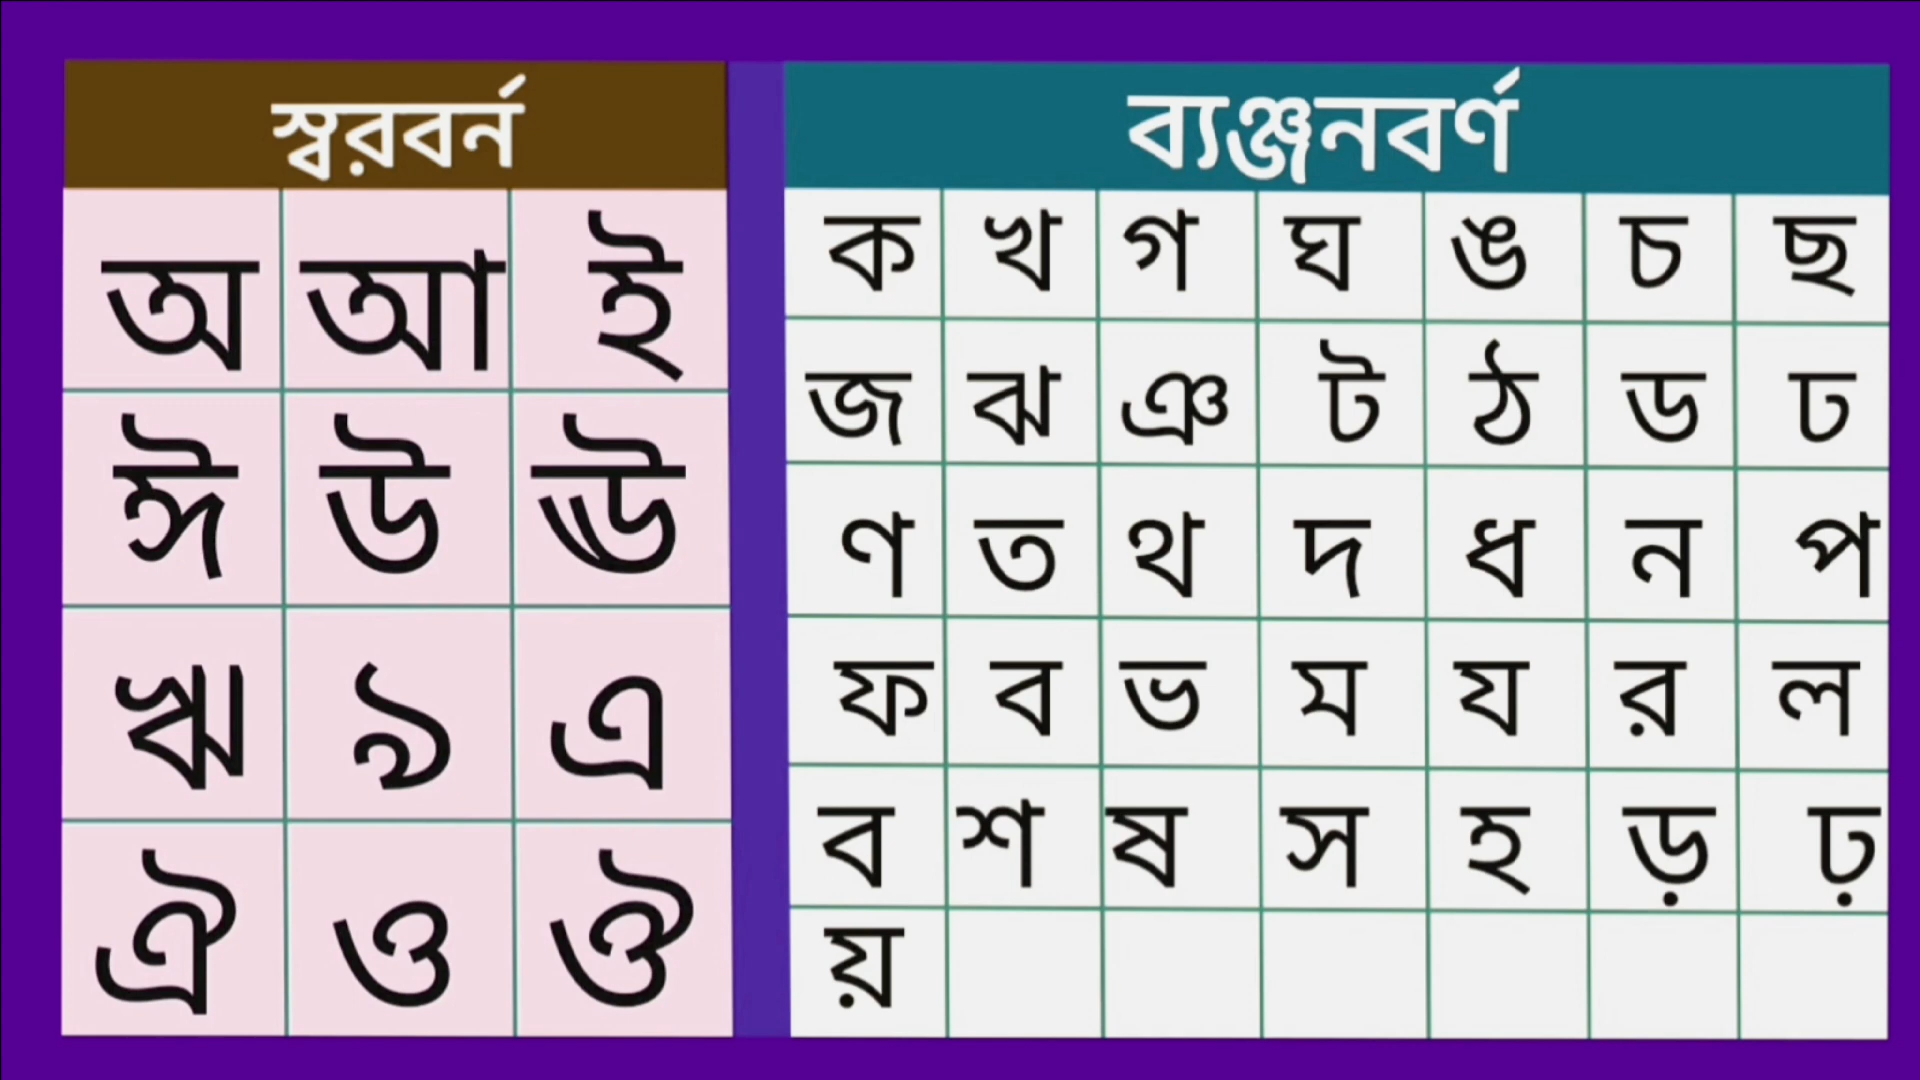 স্বরবর্ন
অ আ ই
ঈ উ ঊ
ঋ ঌ এ
ঐ ও ঔ
ব্যঞ্জনবর্ণ
ক খ গ ঘ ঙ চ ছ
জ ঝ ঞ ট ঠ ড ঢ
ণ ত থ দ ধ ন প
ফ ব ভ ম য র ল
ব শ ষ স হ ড় ঢ়
য়